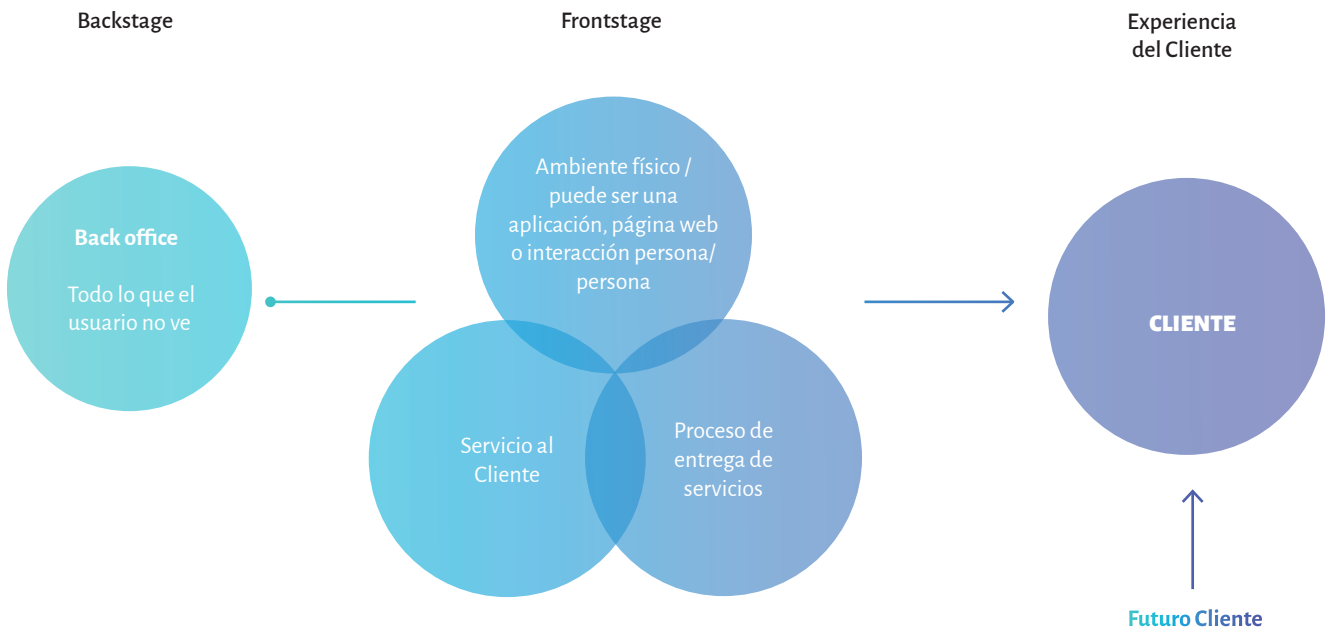 Backstage
Frontstage
Experiencia
del Cliente
Back office
Todo lo que el
usuario no ve
Ambiente físico /
puede ser una
aplicación, página web
o interacción persona/
persona
Servicio al
Cliente
Proceso de
entrega de
servicios
CLIENTE
Futuro Cliente